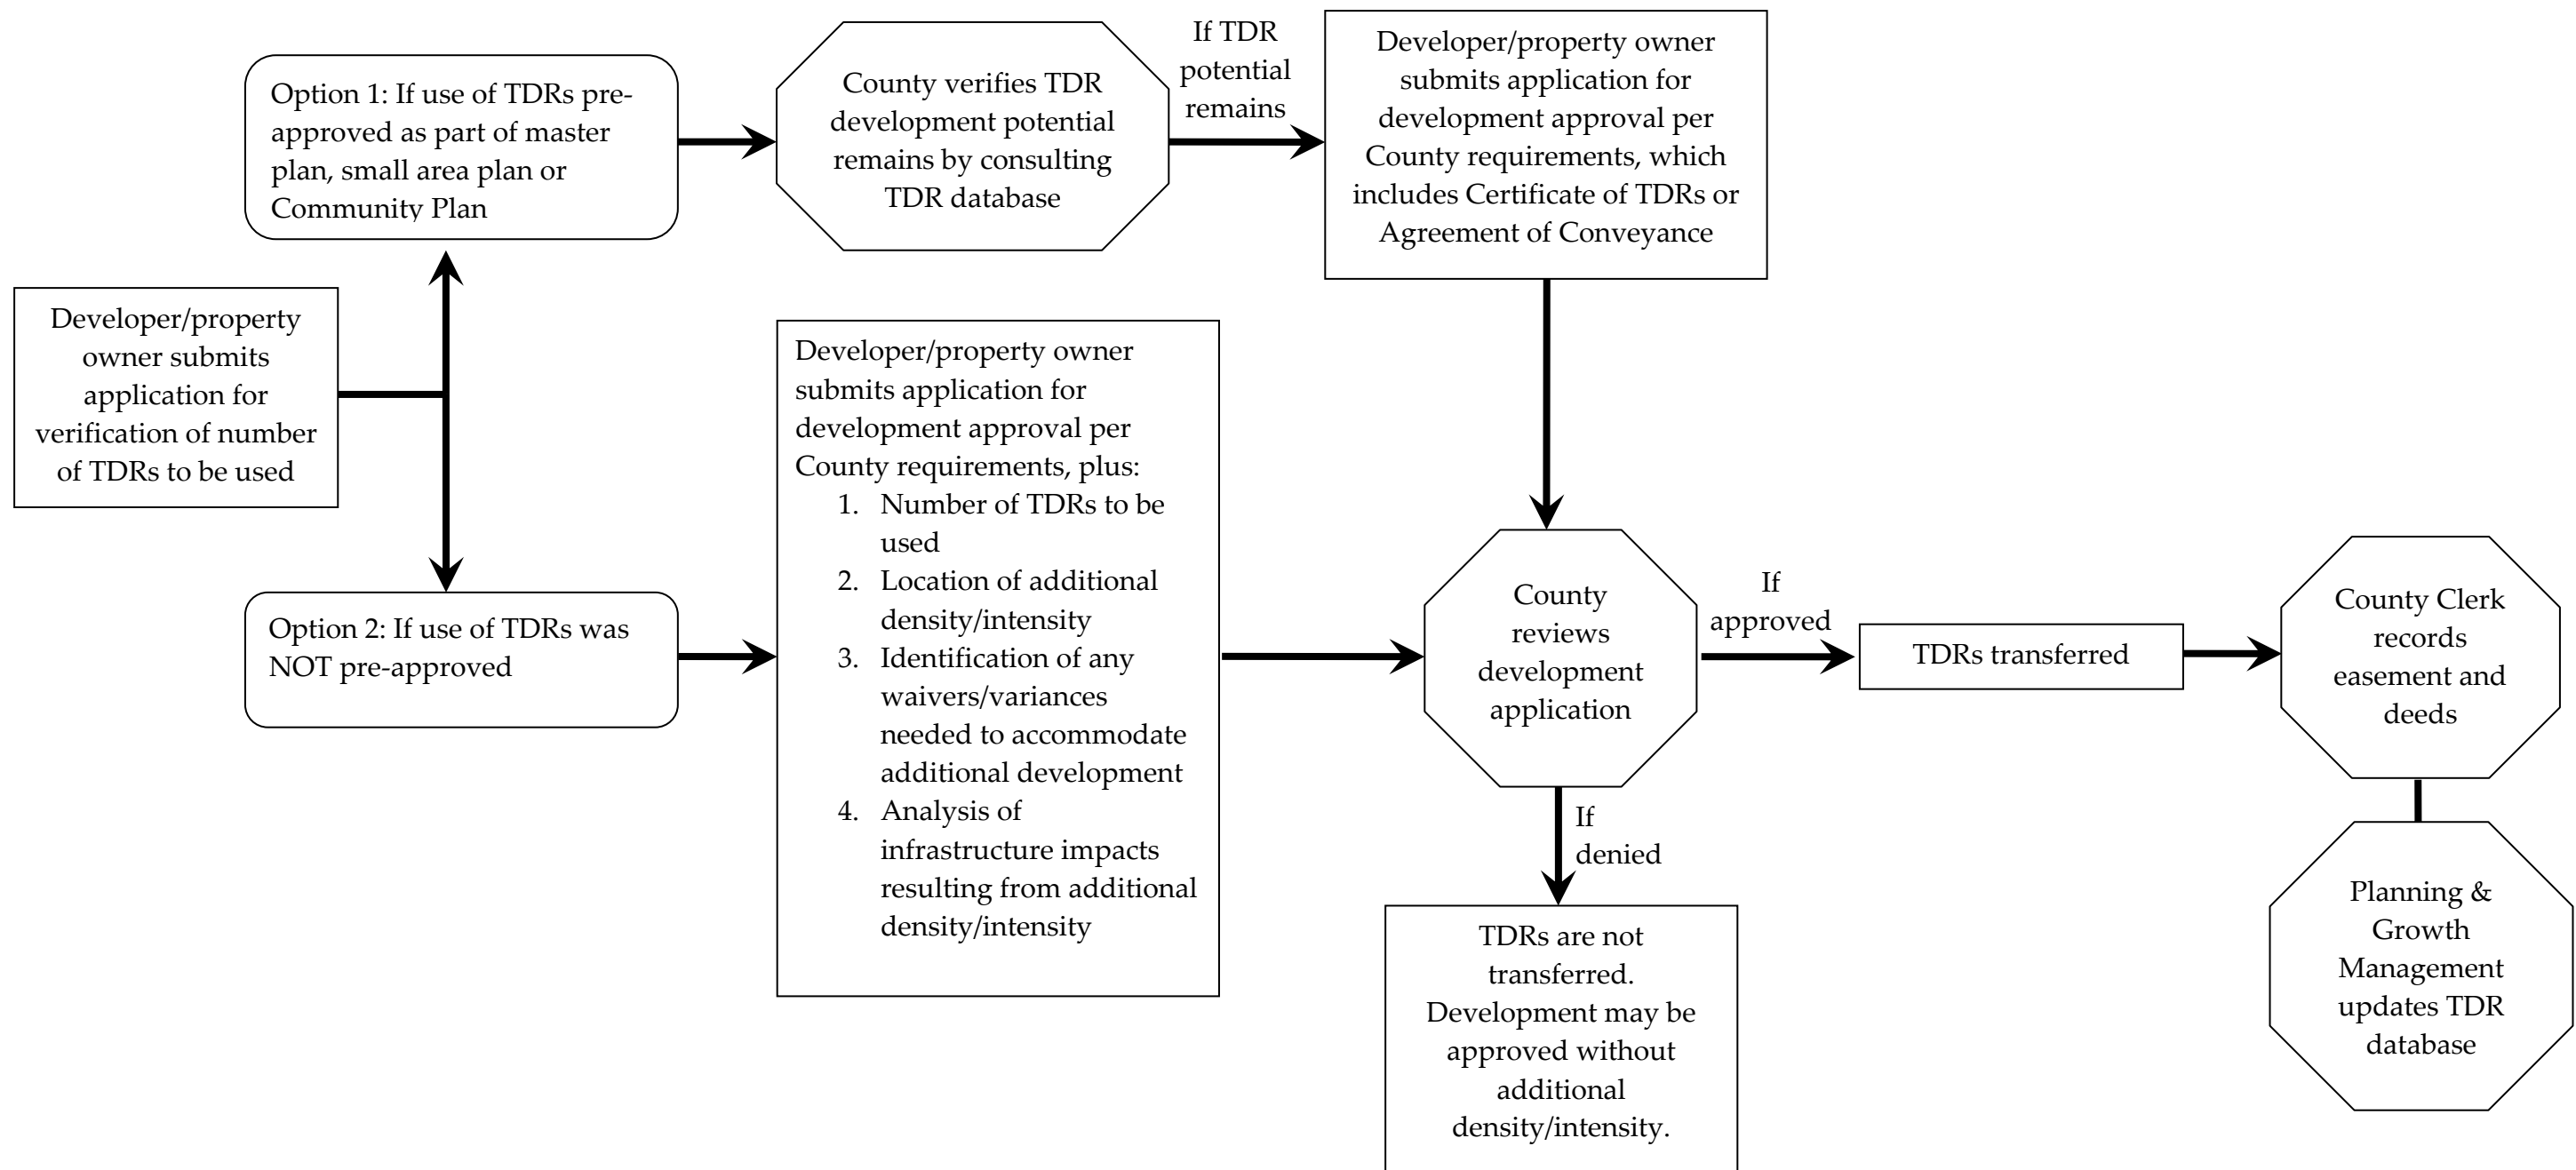 Developer/property
owner submits
application for
verification of number
of TDRs to be used
Option 1: If use of TDRs pre-
approved as part of master
plan, small area plan or
Community Plan
County verifies TDR
development potential
remains by consulting
TDR database
If TDR
potential
remains
Developer/property owner
submits application for
development approval per
County requirements, which
includes Certificate of TDRs or
Agreement of Conveyance
Option 2: If use of TDRs was
NOT pre-approved
Developer/property owner
submits application for
development approval per
County requirements, plus:
1. Number of TDRs to be
used
2. Location of additional
density/intensity
3. Identification of any
waivers/variances
needed to accommodate
additional development
4. Analysis of
infrastructure impacts
resulting from additional
density/intensity
County
reviews
development
application
If
approved
TDRs transferred
County Clerk
records
easement and
deeds
Planning &
Growth
Management
updates TDR
database
If
denied
TDRs are not
transferred.
Development may be
approved without
additional
density/intensity.